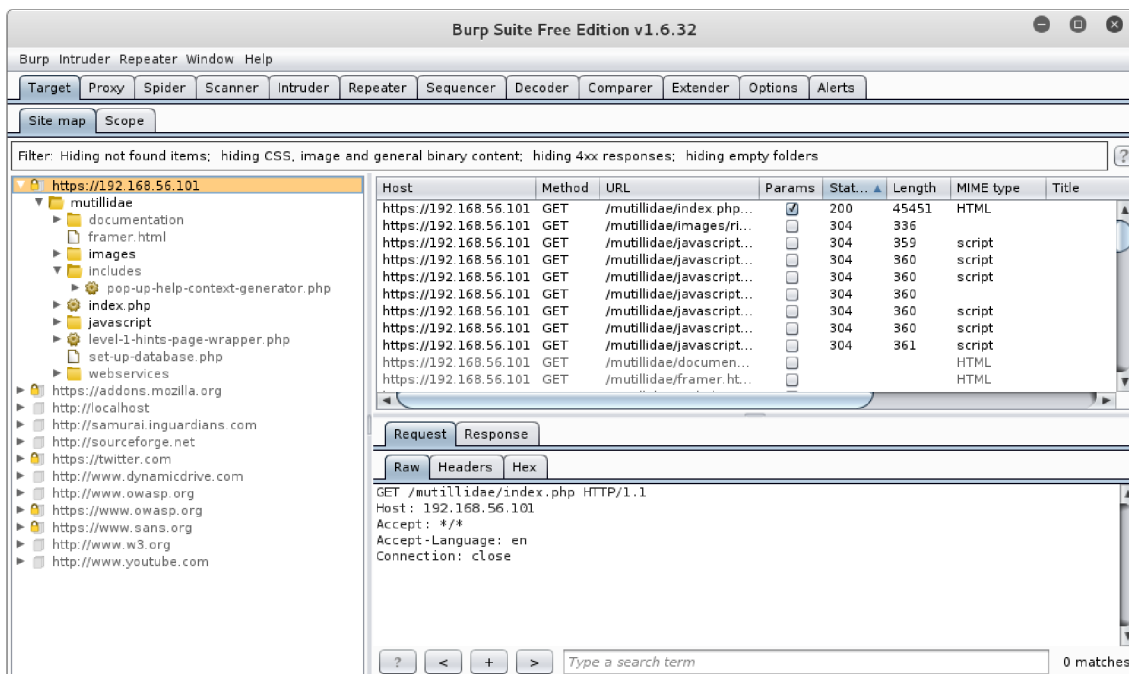 Burp Suite Free Edition v1.6.32
Burp Intruder Repeater Window Help
Target Proxy Spider Scanner Intruder Repeater Sequencer Decoder Comparer Extender Options Alerts
Site map Scope
Filter: Hiding not found items; hiding CSS, image and general binary content; hiding 4xx responses; hiding empty folders ?
https://192.168.56.101
mutillidae
documentation
framer.html
images
includes
pop-up-help-context-generator.php
index.php
javascript
level-1-hints-page-wrapper.php
set-up-database.php
webservices
https://addons.mozilla.org
http://localhost
http://samurai.inguardians.com
http://sourceforge.net
https://twitter.com
http://www.dynamicdrive.com
http://www.owasp.org
https://www.owasp.org
https://www.sans.org
http://www.w3.org
http://www.youtube.com
Host Method URL Params Stat... Length MIME type Title
https://192.168.56.101 GET /mutillidae/index.php... 200 45451 HTML
https://192.168.56.101 GET /mutillidae/images/ri... 304 336
https://192.168.56.101 GET /mutillidae/javascript... 304 359 script
https://192.168.56.101 GET /mutillidae/javascript... 304 360 script
https://192.168.56.101 GET /mutillidae/javascript... 304 360 script
https://192.168.56.101 GET /mutillidae/javascript... 304 360
https://192.168.56.101 GET /mutillidae/javascript... 304 360 script
https://192.168.56.101 GET /mutillidae/javascript... 304 360 script
https://192.168.56.101 GET /mutillidae/javascript... 304 361 script
https://192.168.56.101 GET /mutillidae/documen... HTML
https://192.168.56.101 GET /mutillidae/framer.ht... HTML
Request Response
Raw Headers Hex
GET /mutillidae/index.php HTTP/1.1
Host: 192.168.56.101
Accept: */*
Accept-Language: en
Connection: close
? < + > Type a search term 0 matches